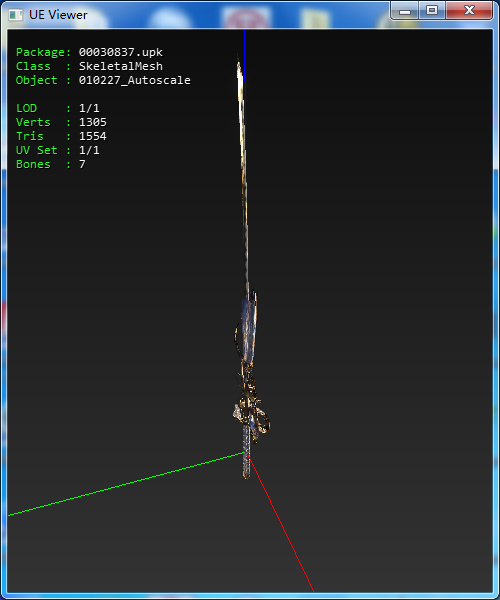 UE Viewer
Package: 00030837.upk
Class : SkeletalMesh
Object : 010227_Autoscale
LOD : 1/1
Verts : 1305
Tris : 1554
UV Set : 1/1
Bones : 7